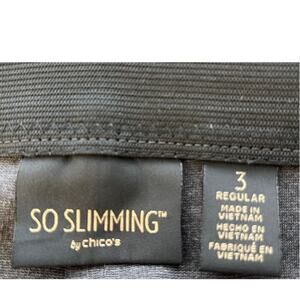 SO SLIMMING™
by chico's
3
REGULAR
MADE IN
VIETNAM
HECHO EN
VIETNAM
FABRIQUÉ EN
VIETNAM